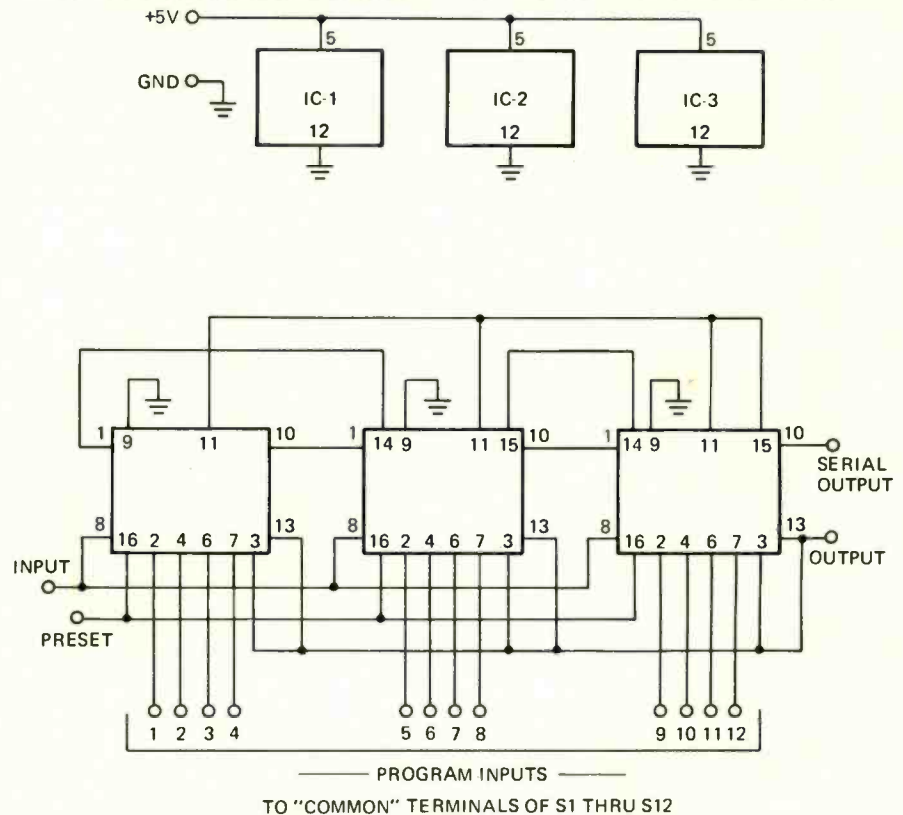 +5V
5 5 5
GND
IC-1 IC-2 IC-3
12 12 12
1 9 11 10 1 14 9 11 15 10 1 14 9 11 15 10
SERIAL
OUTPUT
8 16 2 4 6 7 3 13 8 16 2 4 6 7 3 13 8 16 2 4 6 7 3 13
INPUT
OUTPUT
PRESET
1 2 3 4 5 6 7 8 9 10 11 12
PROGRAM INPUTS
TO "COMMON" TERMINALS OF S1 THRU S12